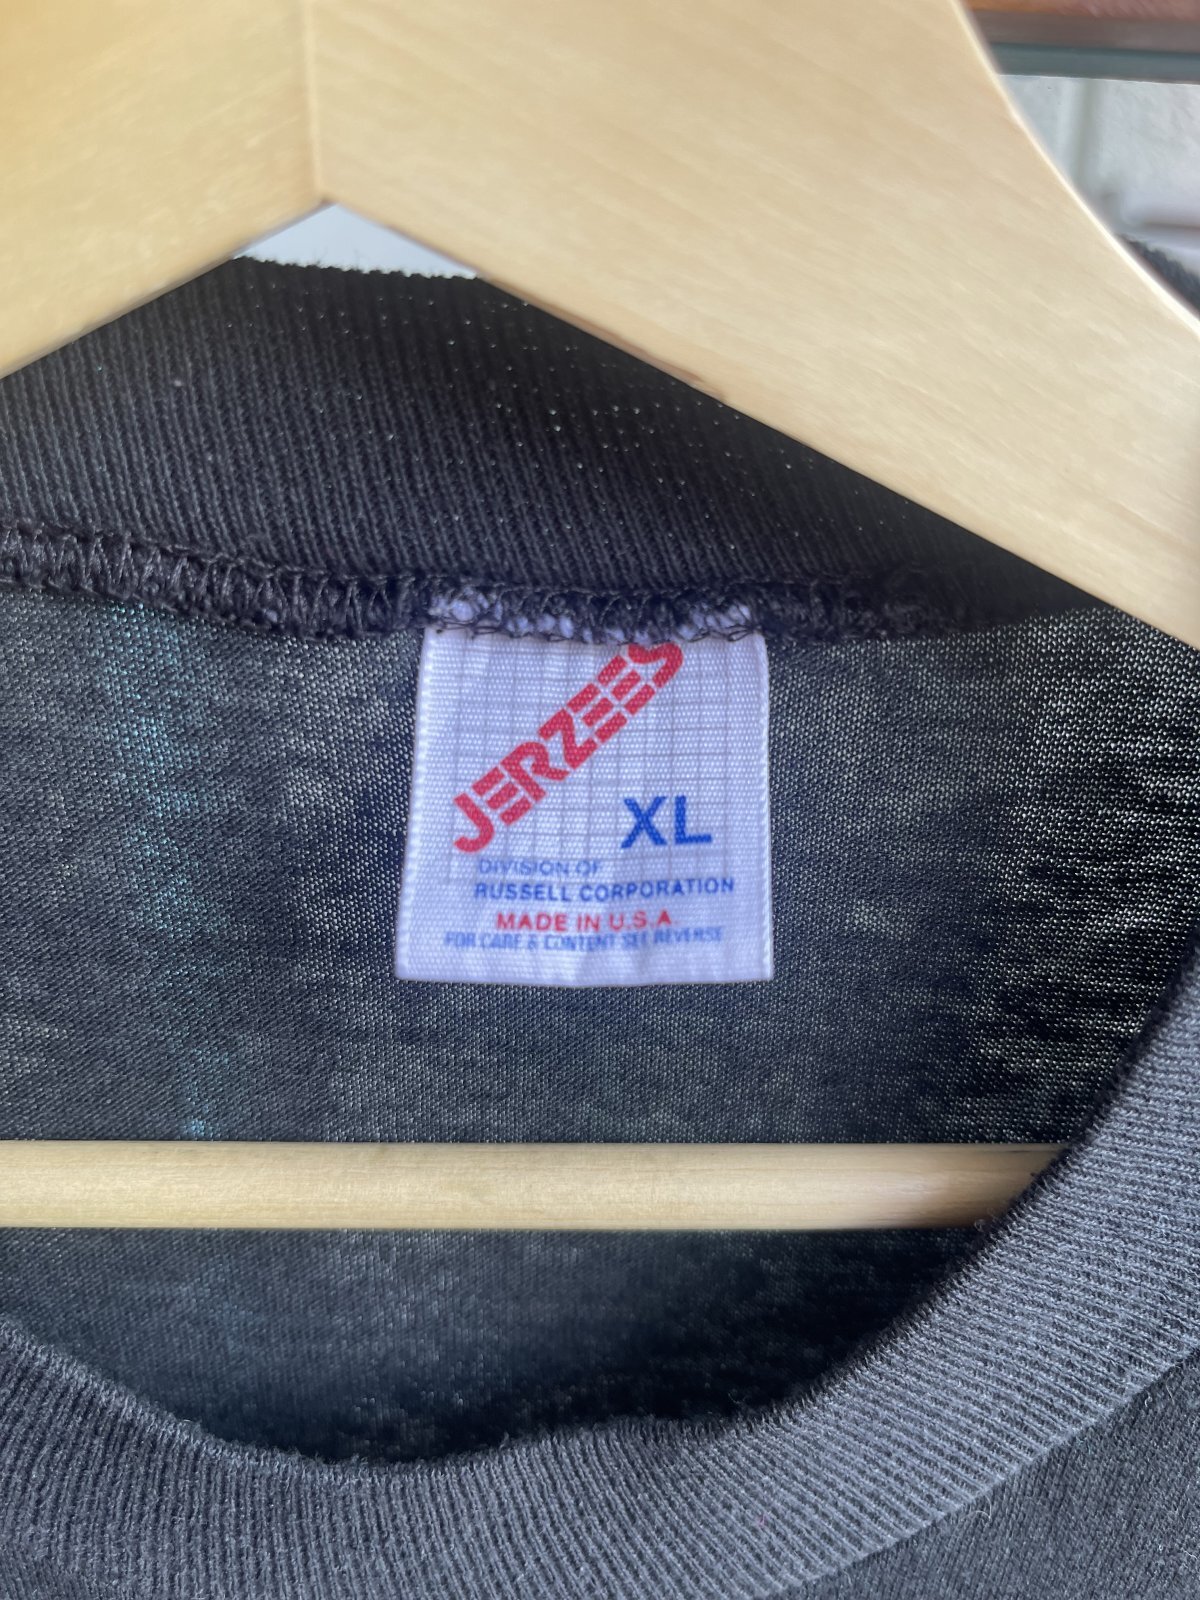 JERZEES
XL
DIVISION OF
RUSSELL CORPORATION
MADE IN U.S.A.
FOR CARE & CONTENT SEE REVERSE